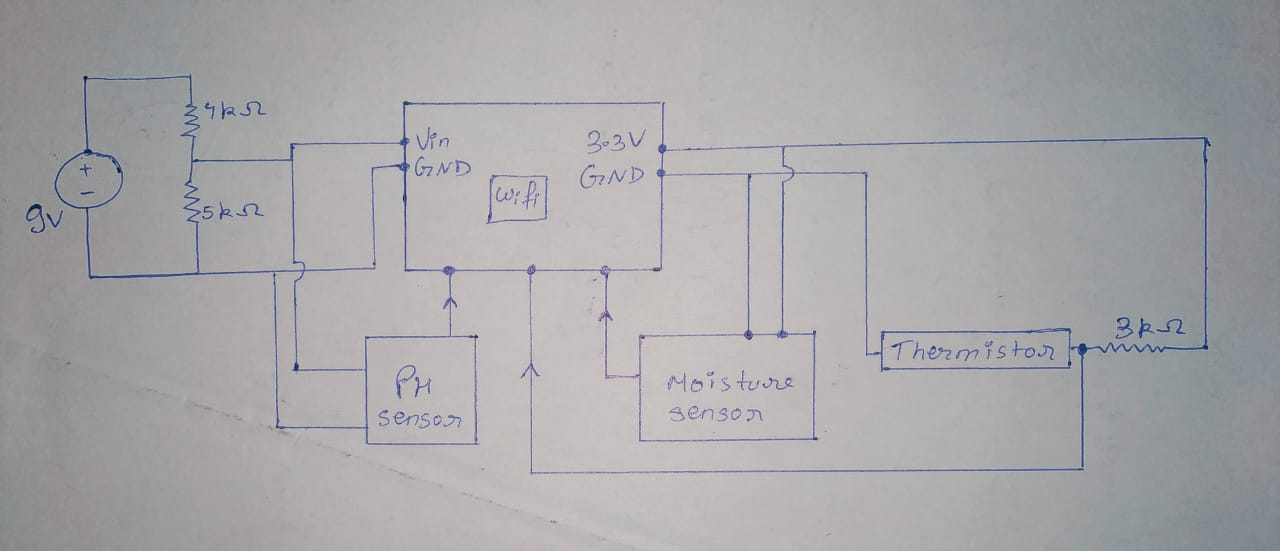 4kΩ
+
−
9v
5kΩ
Vin
GND
Wifi
3.3V
GND
PH
sensor
Moisture
sensor
Thermistor
3kΩ